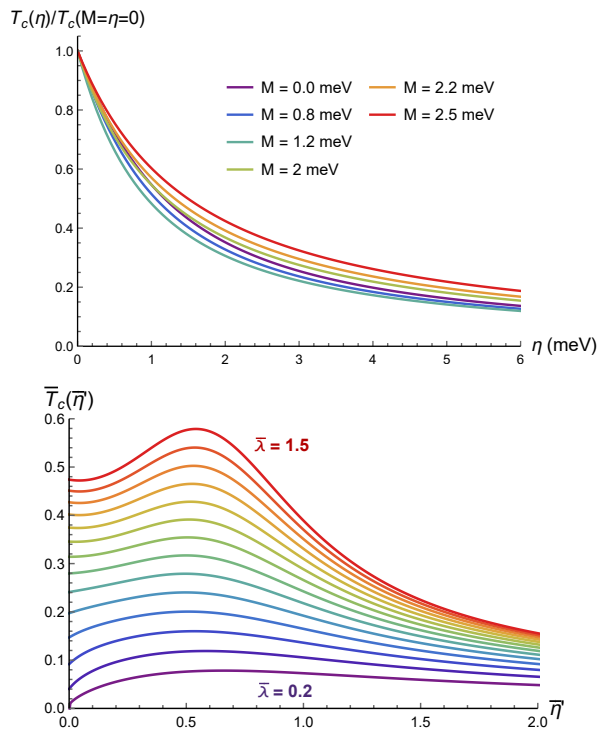 T_c(η)/T_c(M=η=0)
1.0
0.8
0.6
0.4
0.2
0.0
M = 0.0 meV
M = 2.2 meV
M = 0.8 meV
M = 2.5 meV
M = 1.2 meV
M = 2 meV
0 1 2 3 4 5 6
η (meV)
T̅_c(η̅')
0.6
0.5
0.4
0.3
0.2
0.1
0.0
λ̅ = 1.5
λ̅ = 0.2
0.0 0.5 1.0 1.5 2.0
η̅'